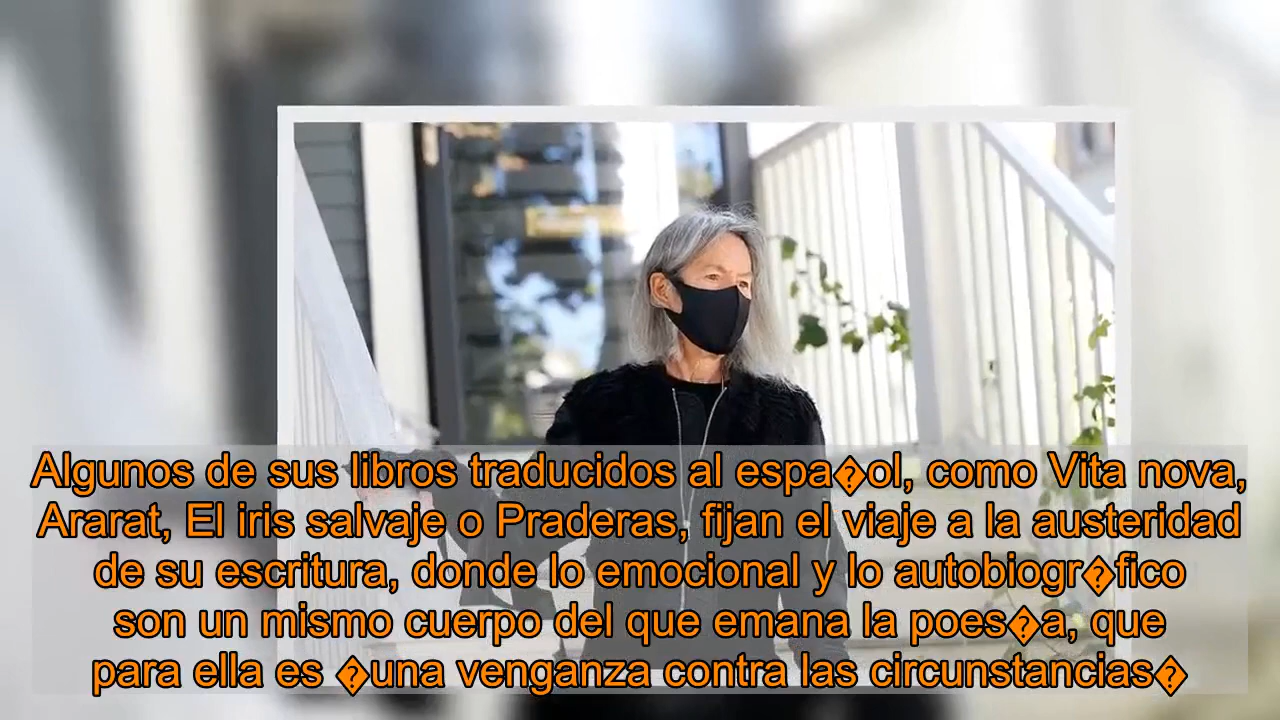 Algunos de sus libros traducidos al espa�ol, como Vita nova,
Ararat, El iris salvaje o Praderas, fijan el viaje a la austeridad
de su escritura, donde lo emocional y lo autobiogr�fico
son un mismo cuerpo del que emana la poes�a, que
para ella es �una venganza contra las circunstancias�